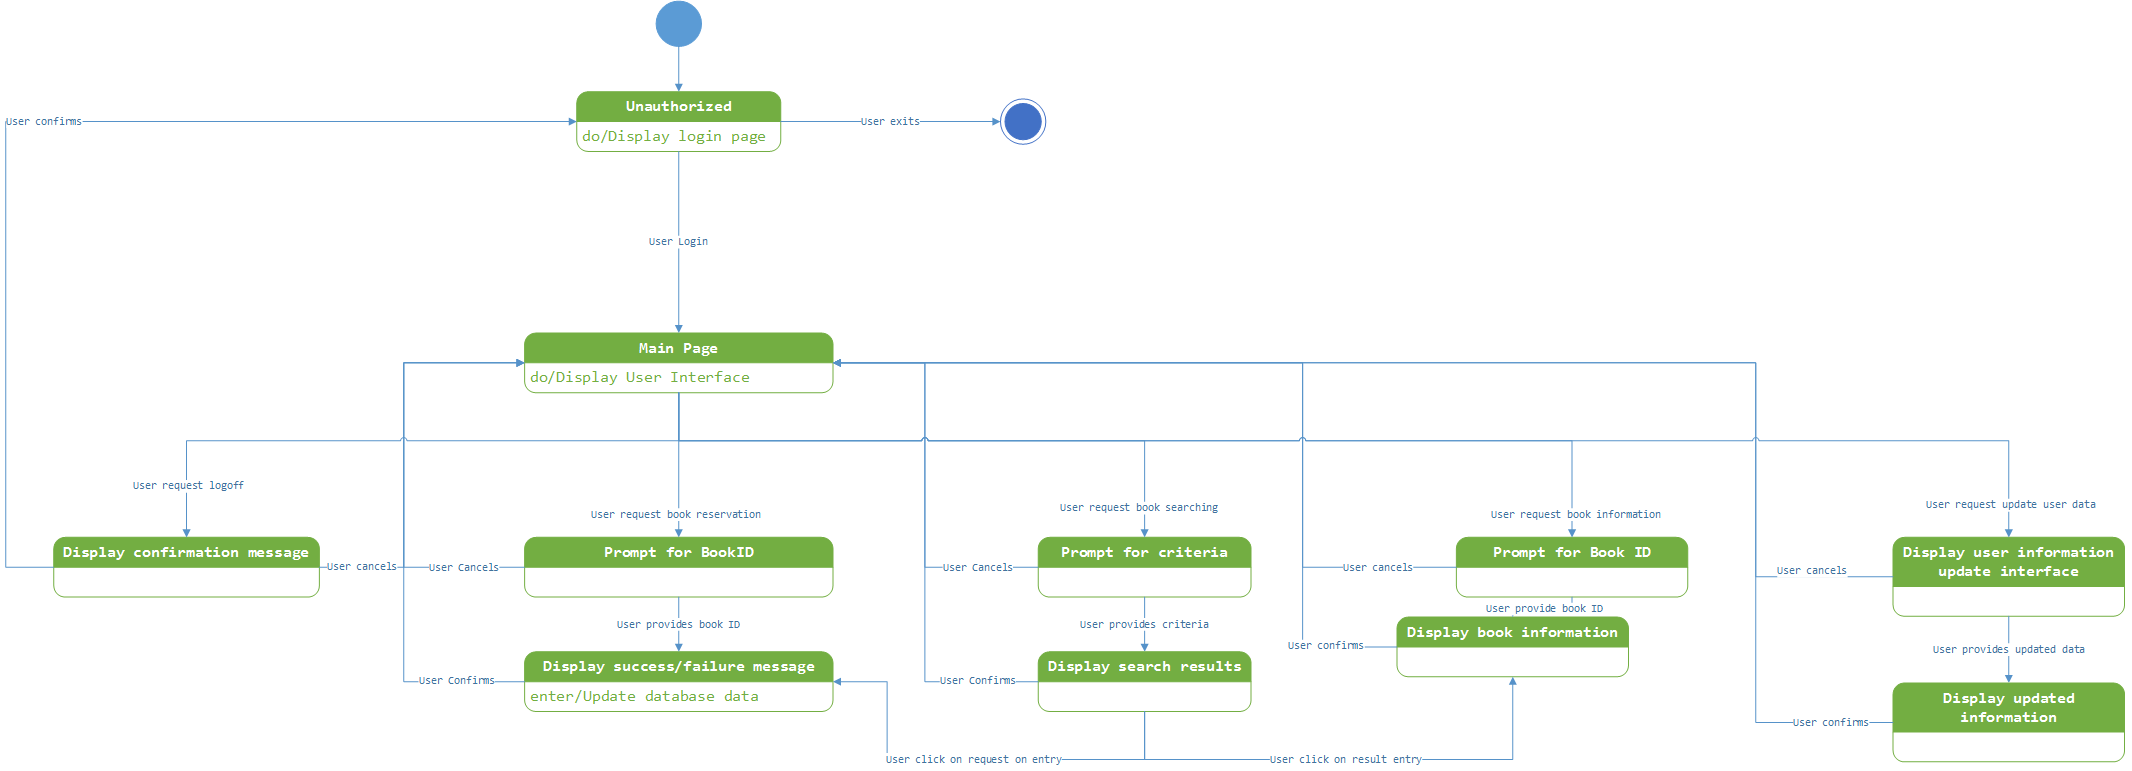 Unauthorized
do/Display login page
User confirms
User exits
User Login
Main Page
do/Display User Interface
User request logoff
User request book reservation
User request book searching
User request book information
User request update user data
Display confirmation message
Prompt for BookID
Prompt for criteria
Prompt for Book ID
Display user information
update interface
User cancels
User Cancels
User Cancels
User cancels
User cancels
User provides book ID
User provides criteria
User provide book ID
User provides updated data
Display success/failure message
enter/Update database data
Display search results
Display book information
Display updated
information
User Confirms
User Confirms
User confirms
User confirms
User click on request on entry
User click on result entry